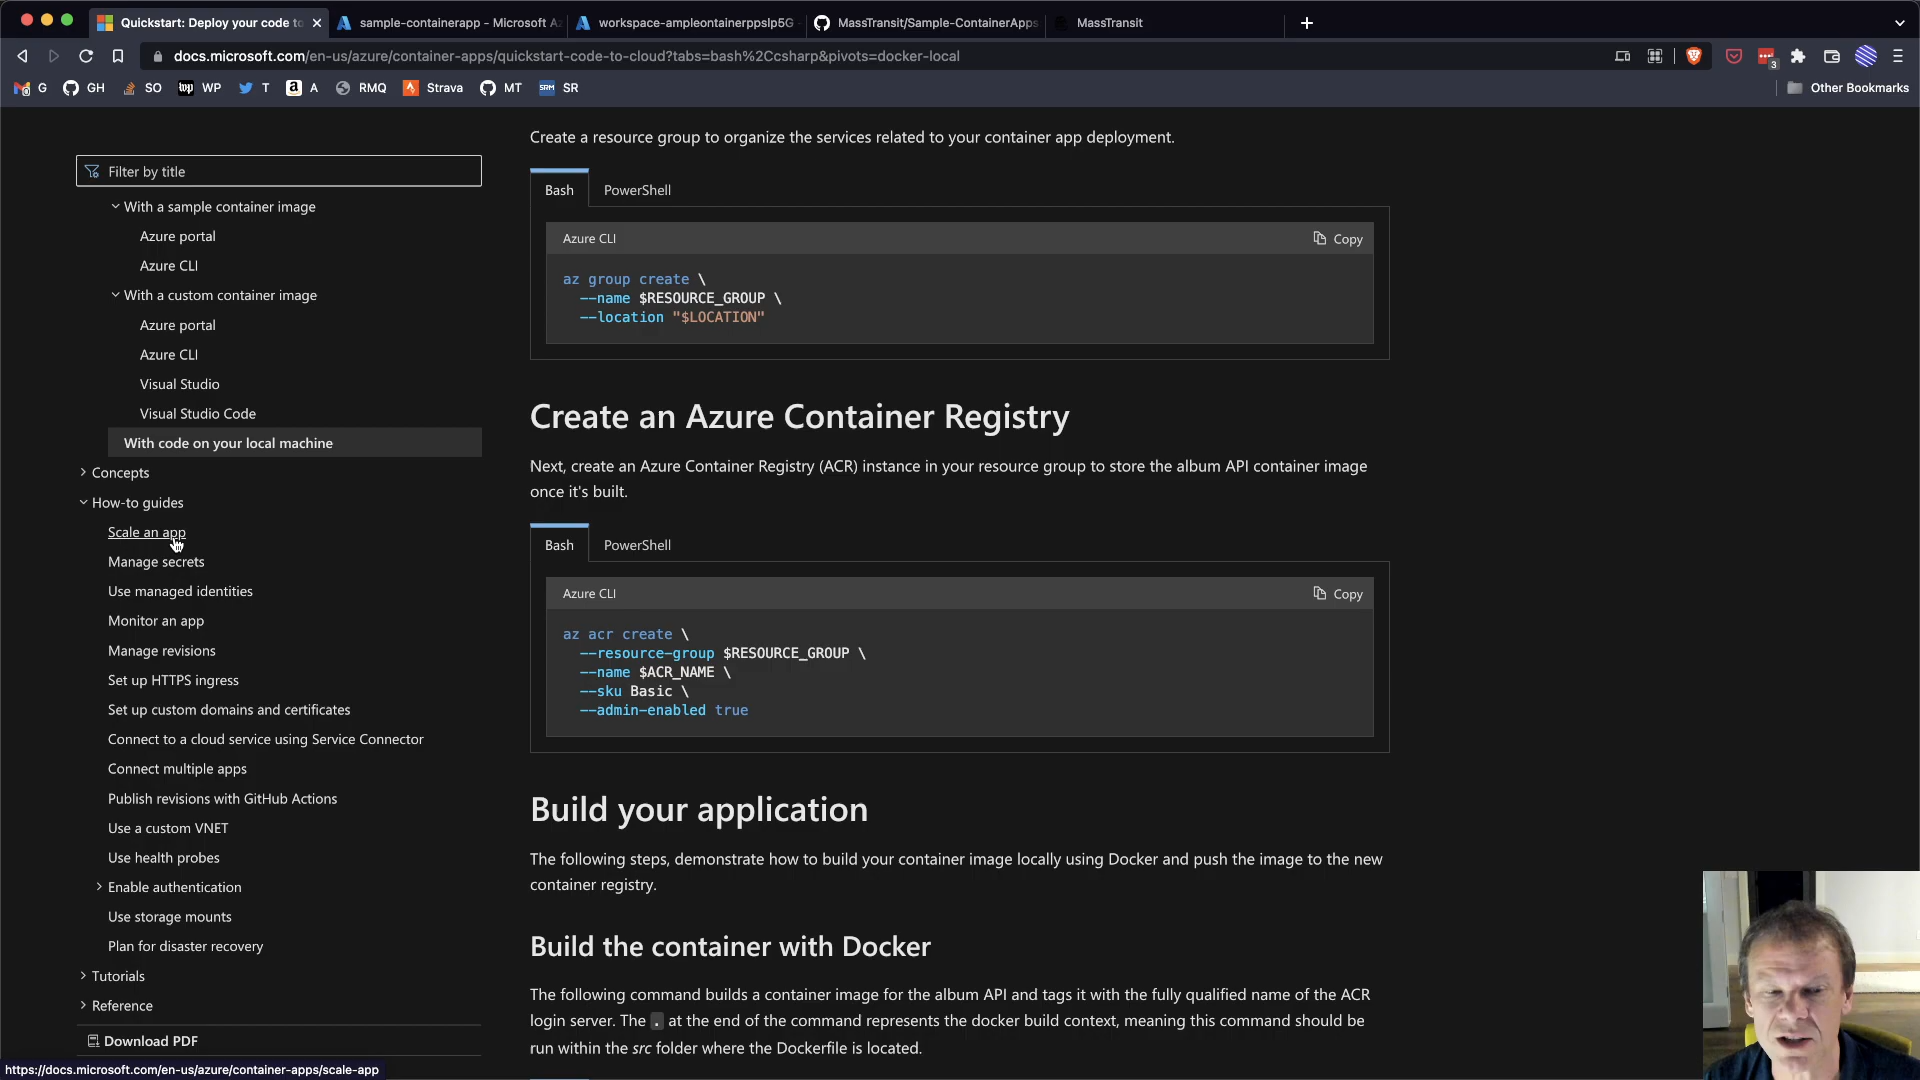 Quickstart: Deploy your code to
sample-containerapp - Microsoft Az
workspace-ampleontainerppslp5G
MassTransit/Sample-ContainerApps
MassTransit
docs.microsoft.com/en-us/azure/container-apps/quickstart-code-to-cloud?tabs=bash%2Ccsharp&pivots=docker-local
3
G
GH
SO
WP
T
a A
RMQ
Strava
MT
SRM SR
Other Bookmarks
Filter by title
With a sample container image
Azure portal
Azure CLI
With a custom container image
Azure portal
Azure CLI
Visual Studio
Visual Studio Code
With code on your local machine
Concepts
How-to guides
Scale an app
Manage secrets
Use managed identities
Monitor an app
Manage revisions
Set up HTTPS ingress
Set up custom domains and certificates
Connect to a cloud service using Service Connector
Connect multiple apps
Publish revisions with GitHub Actions
Use a custom VNET
Use health probes
Enable authentication
Use storage mounts
Plan for disaster recovery
Tutorials
Reference
Download PDF
https://docs.microsoft.com/en-us/azure/container-apps/scale-app
Create a resource group to organize the services related to your container app deployment.
Bash PowerShell
Azure CLI Copy
az group create \
--name $RESOURCE_GROUP \
--location "$LOCATION"
Create an Azure Container Registry
Next, create an Azure Container Registry (ACR) instance in your resource group to store the album API container image
once it's built.
Bash PowerShell
Azure CLI Copy
az acr create \
--resource-group $RESOURCE_GROUP \
--name $ACR_NAME \
--sku Basic \
--admin-enabled true
Build your application
The following steps, demonstrate how to build your container image locally using Docker and push the image to the new
container registry.
Build the container with Docker
The following command builds a container image for the album API and tags it with the fully qualified name of the ACR
login server. The . at the end of the command represents the docker build context, meaning this command should be
run within the src folder where the Dockerfile is located.